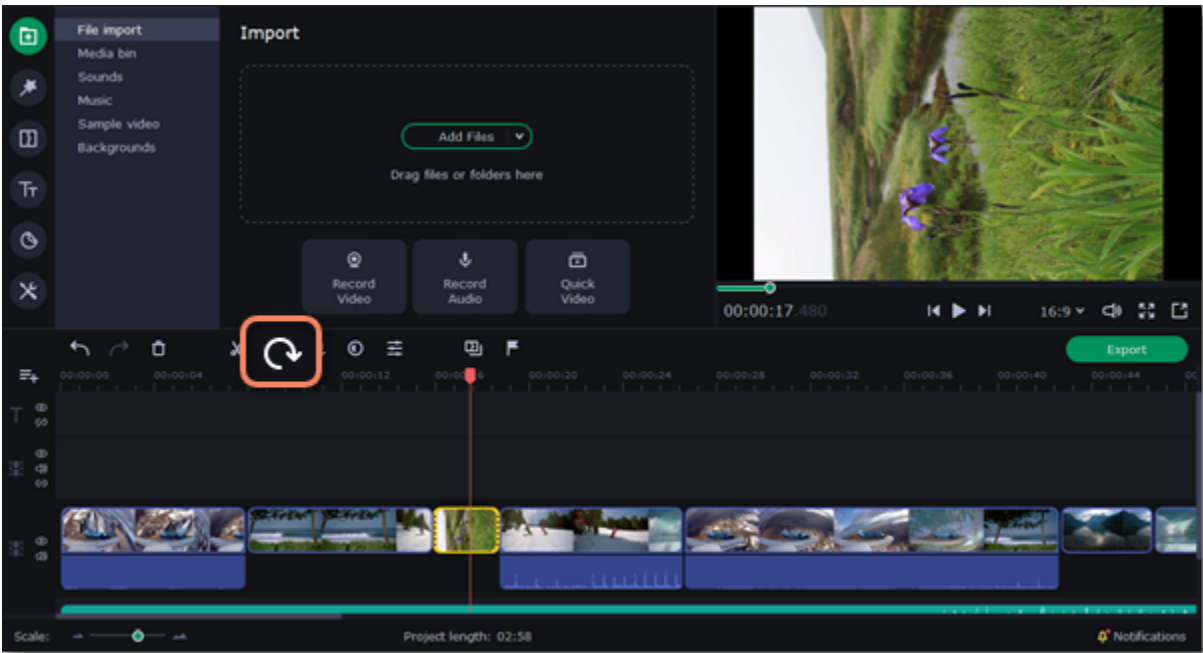 File import
Media bin
Sounds
Music
Sample video
Backgrounds
Import
Add Files
Drag files or folders here
Record
Video
Record
Audio
Quick
Video
00:00:17.480
16:9
Export
00:00:00 00:00:04 00:00:12 00:00:20 00:00:24 00:00:28 00:00:32 00:00:36 00:00:40 00:00:44
Scale:
Project length: 02:58
Notifications